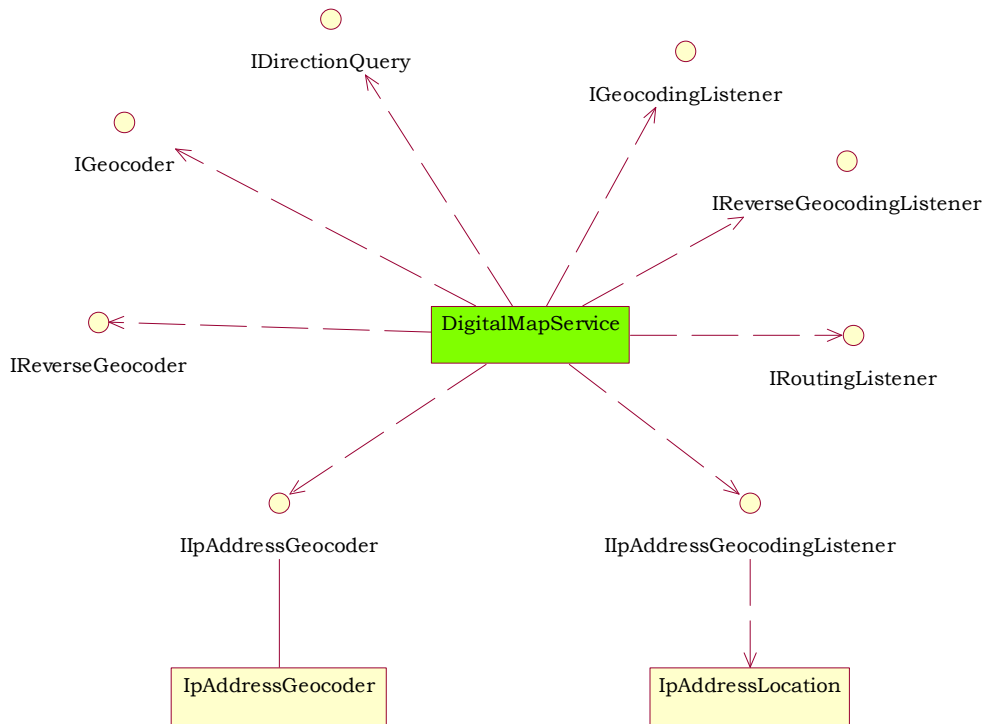 IDirectionQuery
IGeocodingListener
IGeocoder
IReverseGeocodingListener
DigitalMapService
IReverseGeocoder
IRoutingListener
IIpAddressGeocoder
IIpAddressGeocodingListener
IpAddressGeocoder
IpAddressLocation